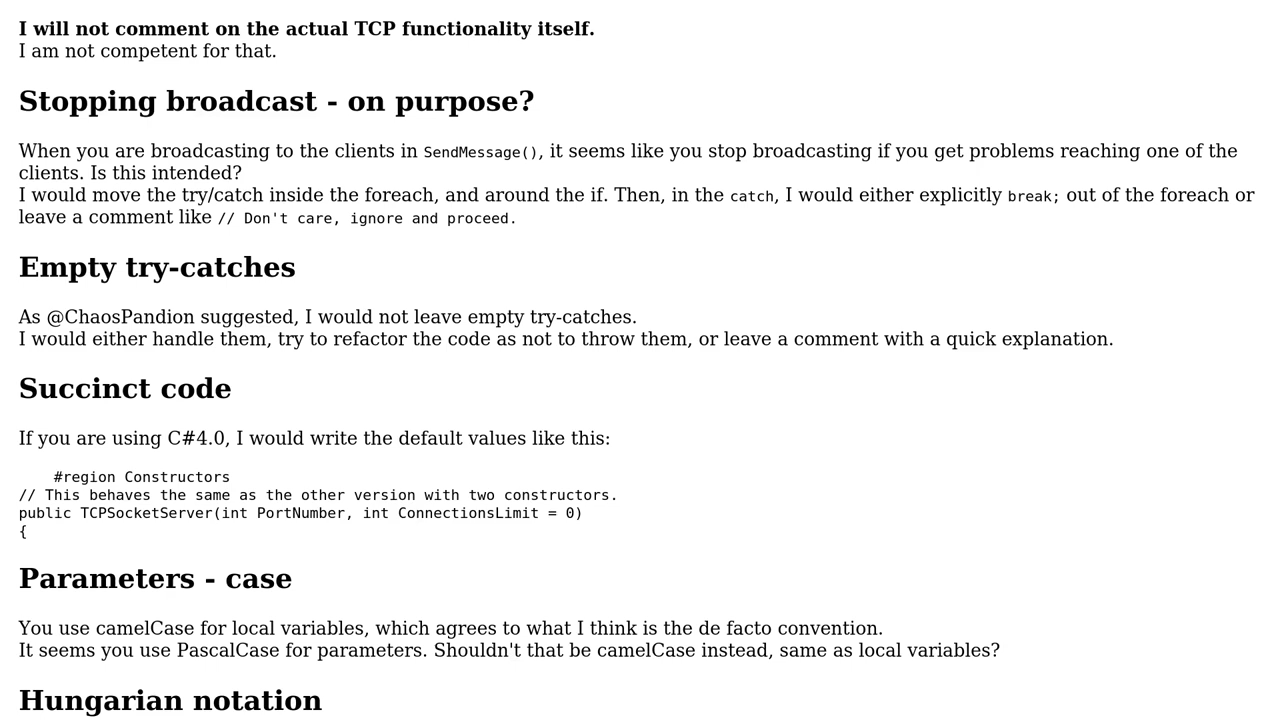 I will not comment on the actual TCP functionality itself.
I am not competent for that.
Stopping broadcast - on purpose?
When you are broadcasting to the clients in SendMessage(), it seems like you stop broadcasting if you get problems reaching one of the
clients. Is this intended?
I would move the try/catch inside the foreach, and around the if. Then, in the catch, I would either explicitly break; out of the foreach or
leave a comment like // Don't care, ignore and proceed.
Empty try-catches
As @ChaosPandion suggested, I would not leave empty try-catches.
I would either handle them, try to refactor the code as not to throw them, or leave a comment with a quick explanation.
Succinct code
If you are using C#4.0, I would write the default values like this:
#region Constructors
// This behaves the same as the other version with two constructors.
public TCPSocketServer(int PortNumber, int ConnectionsLimit = 0)
{
Parameters - case
You use camelCase for local variables, which agrees to what I think is the de facto convention.
It seems you use PascalCase for parameters. Shouldn't that be camelCase instead, same as local variables?
Hungarian notation